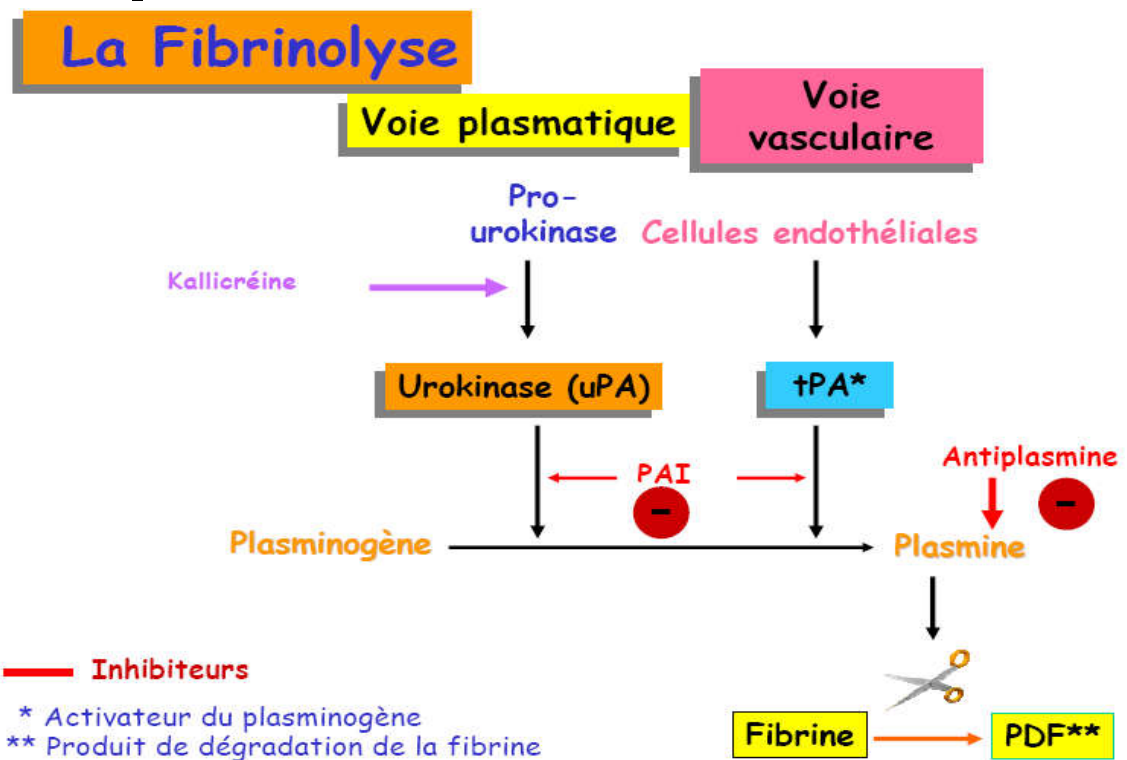 La Fibrinolyse
Voie plasmatique
Voie
vasculaire
Pro-
urokinase
Cellules endothéliales
Kallicréine
Urokinase (uPA)
tPA*
PAI
-
Antiplasmine
-
Plasminogène
Plasmine
Inhibiteurs
* Activateur du plasminogène
** Produit de dégradation de la fibrine
Fibrine
PDF**